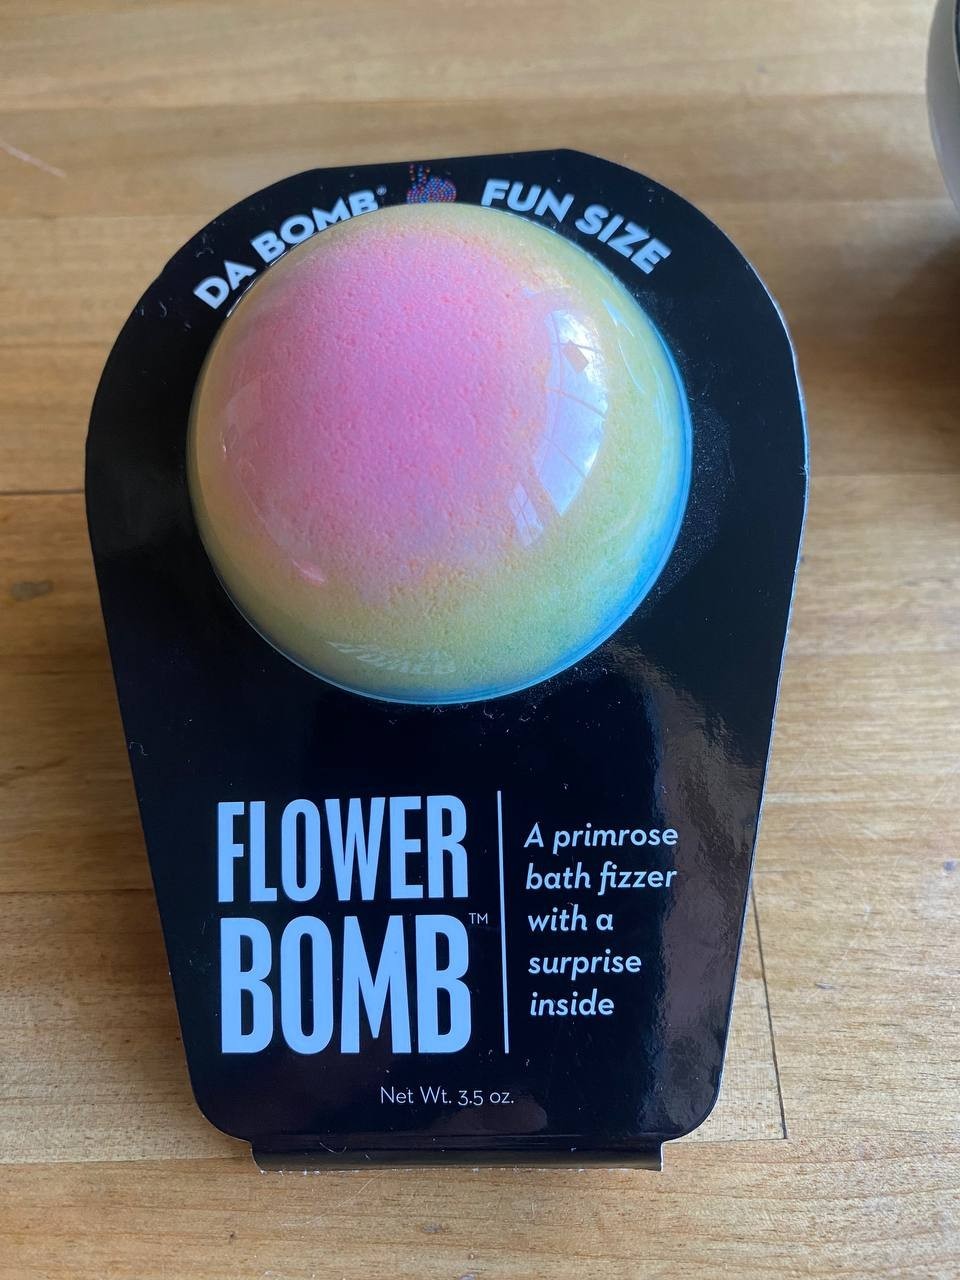 DA BOMB® FUN SIZE
FLOWER
BOMB™
A primrose
bath fizzer
with a
surprise
inside
Net Wt. 3.5 oz.